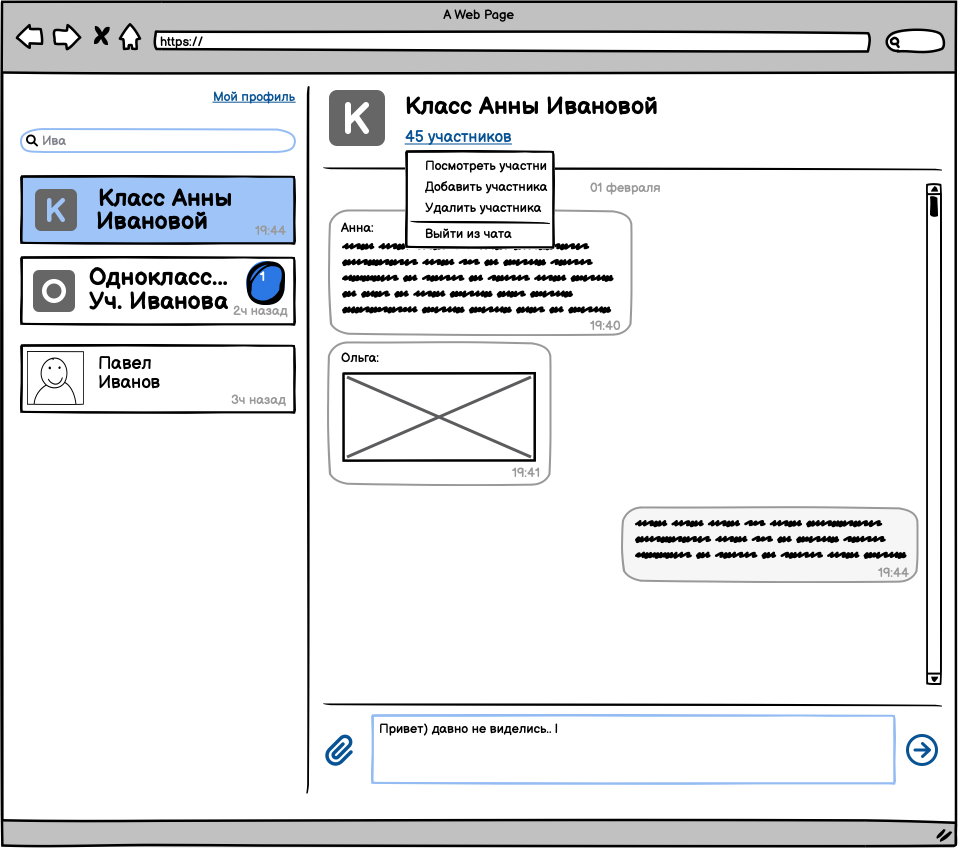 A Web Page
https://
Мой профиль
Ива
К
Класс Анны
Ивановой
19:44
О
Однокласс...
Уч. Иванова
1
2ч назад
Павел
Иванов
3ч назад
К
Класс Анны Ивановой
45 участников
Посмотреть участни
Добавить участника
Удалить участника
Выйти из чата
01 февраля
Анна:
19:40
Ольга:
19:41
19:44
Привет) давно не виделись.. |